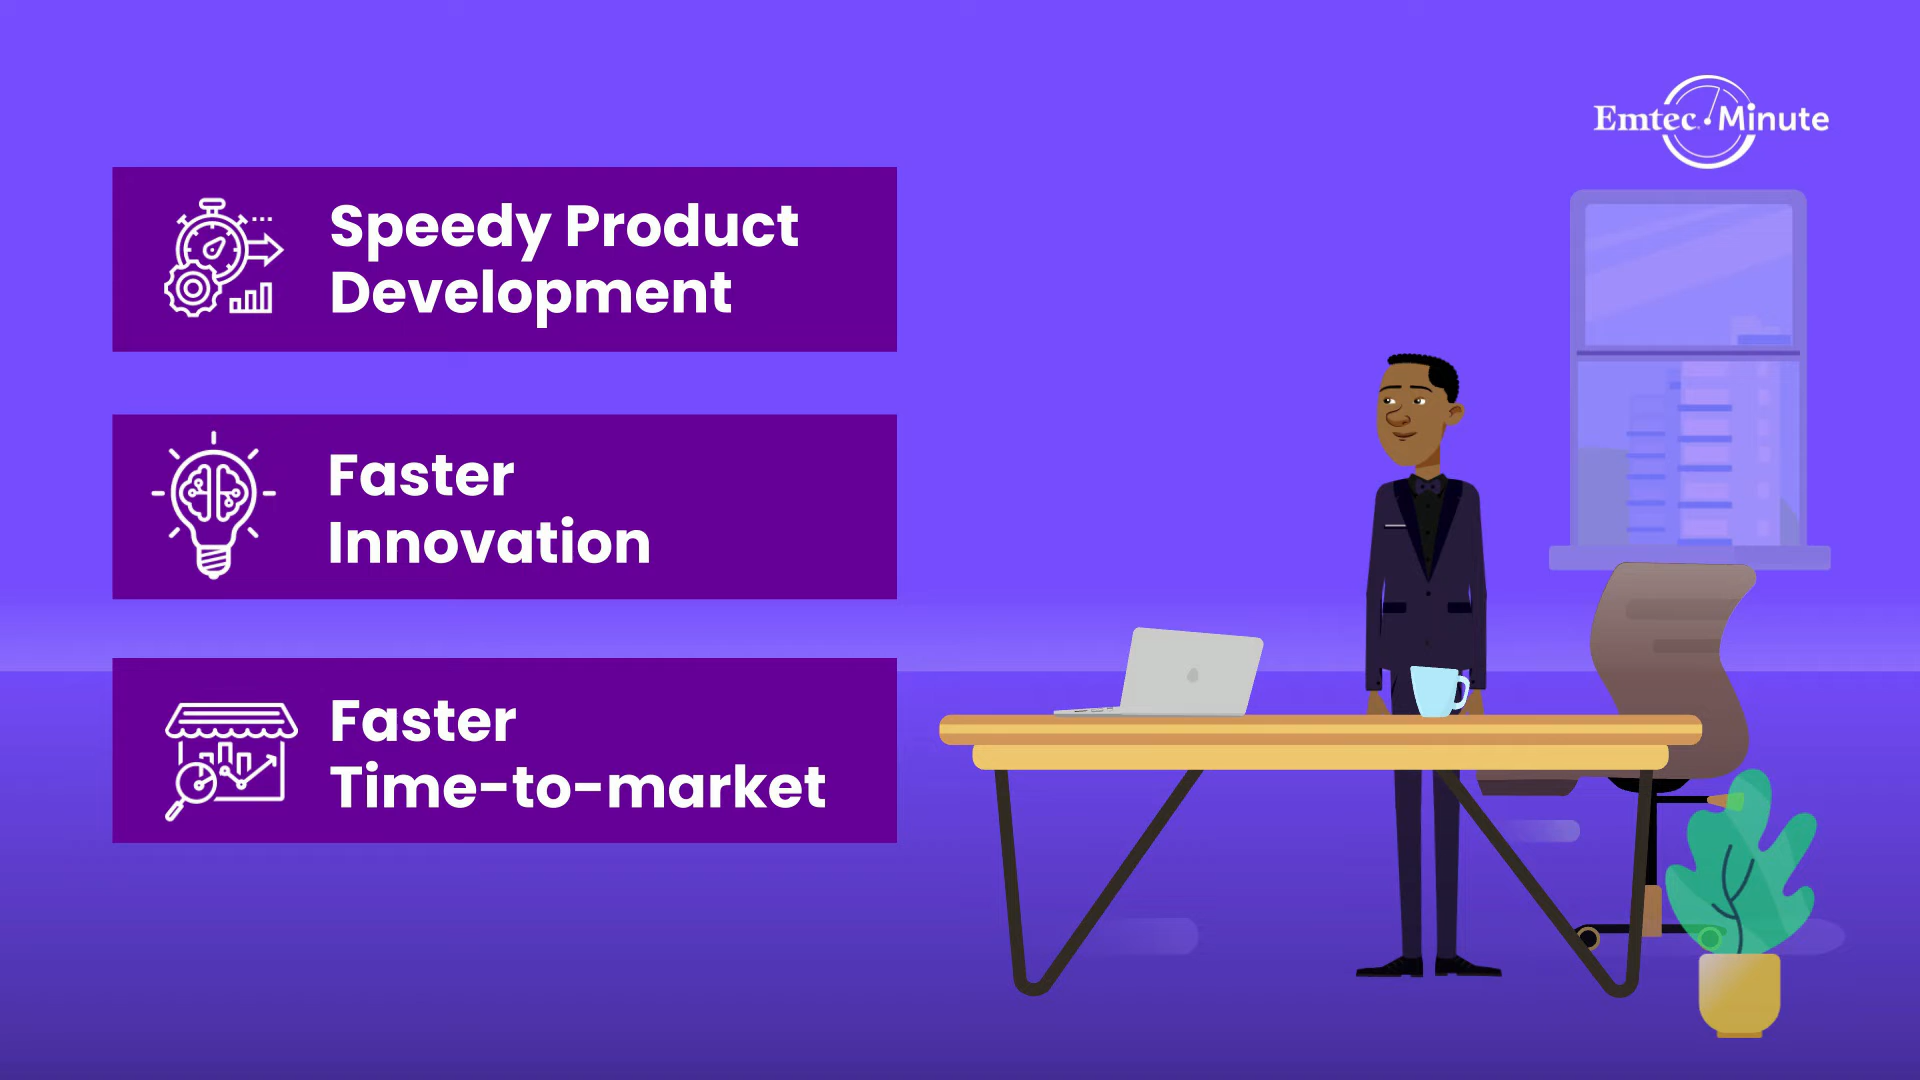 Emtec Minute
Speedy Product
Development
Faster
Innovation
Faster
Time-to-market